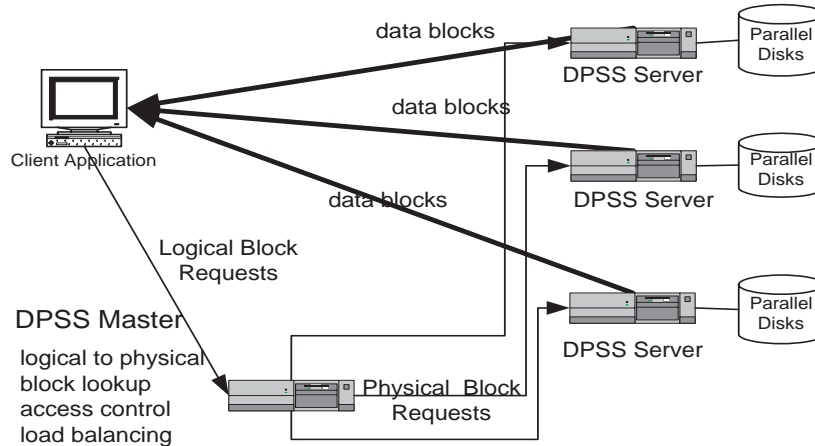 data blocks
Parallel
Disks
DPSS Server
Client Application
data blocks
Parallel
Disks
DPSS Server
data blocks
Logical Block
Requests
Parallel
Disks
DPSS Server
DPSS Master
logical to physical
block lookup
access control
load balancing
Physical Block
Requests